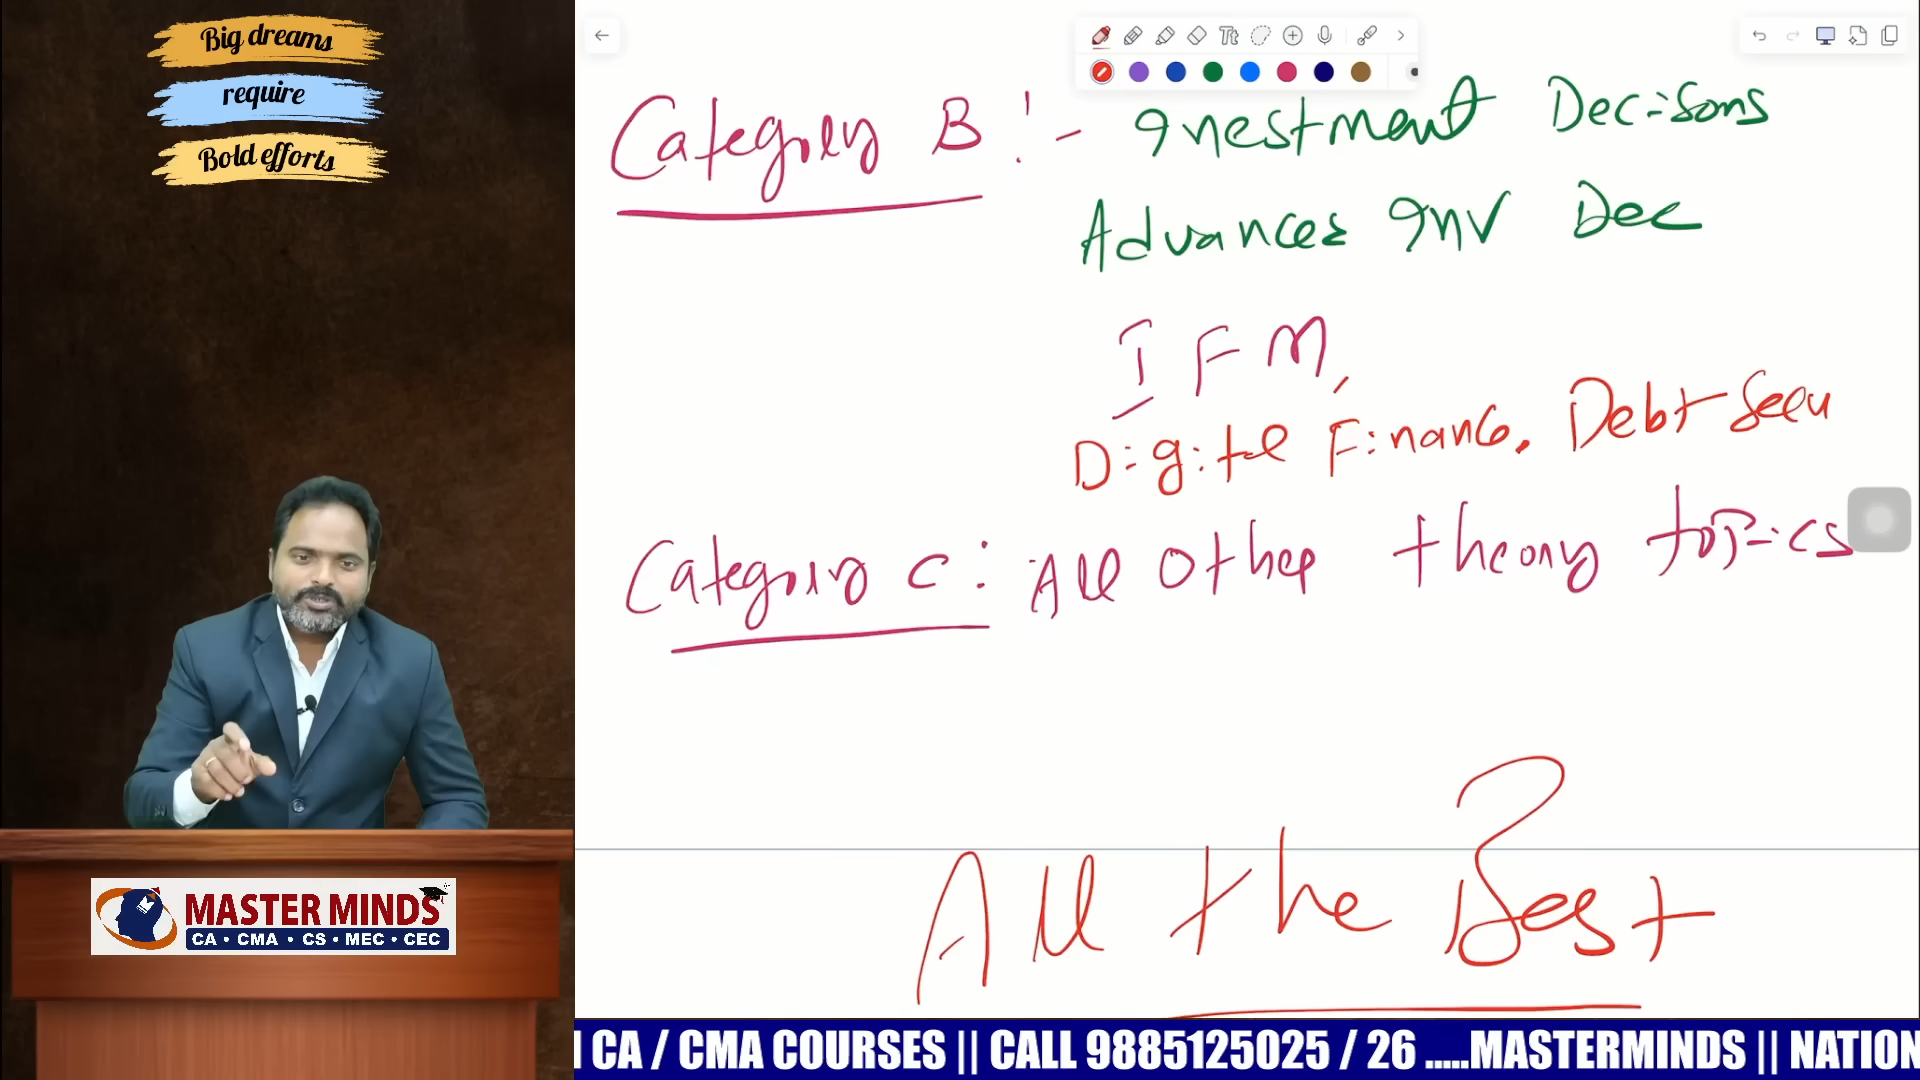 Big dreams
require
Bold efforts
Category B :- Investment Decisions
Advances Inv Dec
I F M,
Digital Finance, Debt Secu
Category C : All other theory topics
All the Best
MASTER MINDS
CA • CMA • CS • MEC • CEC
CA / CMA COURSES || CALL 9885125025 / 26 .....MASTERMINDS || NATION